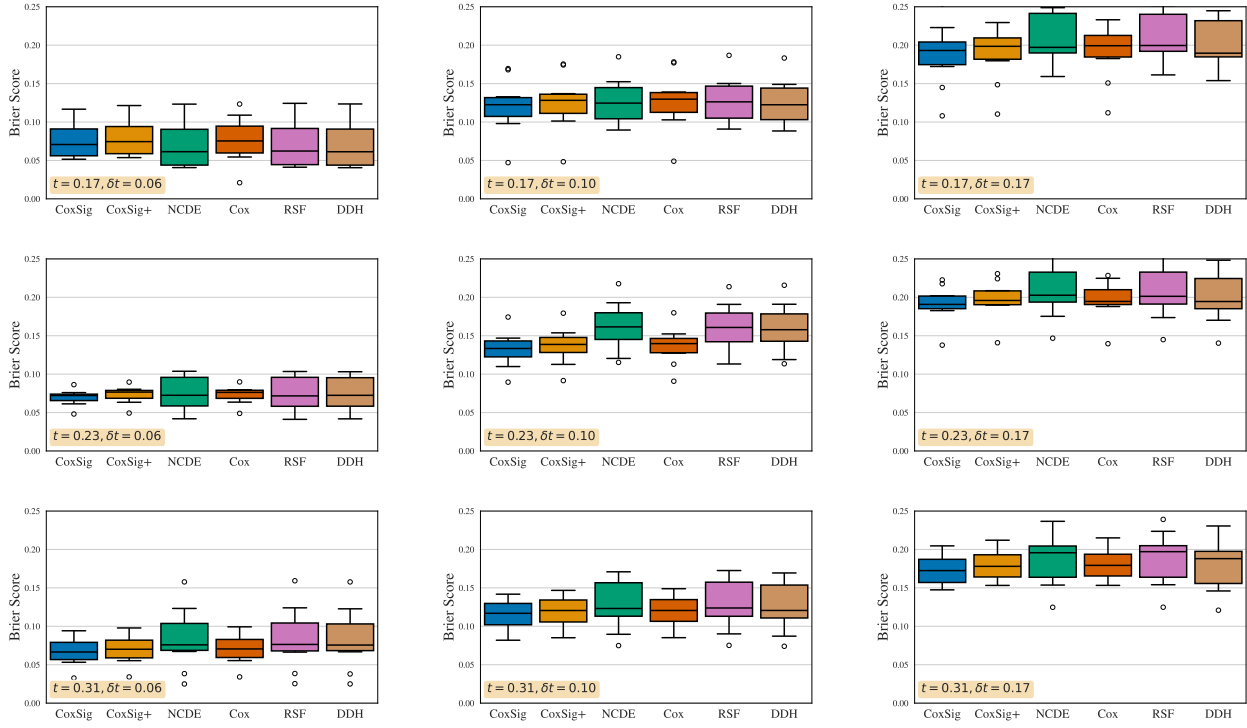 0.25
0.20
0.15
0.10
0.05
0.00
Brier Score
t = 0.17, δt = 0.06
CoxSig CoxSig+ NCDE Cox RSF DDH
0.25
0.20
0.15
0.10
0.05
0.00
Brier Score
t = 0.17, δt = 0.10
CoxSig CoxSig+ NCDE Cox RSF DDH
0.25
0.20
0.15
0.10
0.05
0.00
Brier Score
t = 0.17, δt = 0.17
CoxSig CoxSig+ NCDE Cox RSF DDH
0.25
0.20
0.15
0.10
0.05
0.00
Brier Score
t = 0.23, δt = 0.06
CoxSig CoxSig+ NCDE Cox RSF DDH
0.25
0.20
0.15
0.10
0.05
0.00
Brier Score
t = 0.23, δt = 0.10
CoxSig CoxSig+ NCDE Cox RSF DDH
0.25
0.20
0.15
0.10
0.05
0.00
Brier Score
t = 0.23, δt = 0.17
CoxSig CoxSig+ NCDE Cox RSF DDH
0.25
0.20
0.15
0.10
0.05
0.00
Brier Score
t = 0.31, δt = 0.06
CoxSig CoxSig+ NCDE Cox RSF DDH
0.25
0.20
0.15
0.10
0.05
0.00
Brier Score
t = 0.31, δt = 0.10
CoxSig CoxSig+ NCDE Cox RSF DDH
0.25
0.20
0.15
0.10
0.05
0.00
Brier Score
t = 0.31, δt = 0.17
CoxSig CoxSig+ NCDE Cox RSF DDH